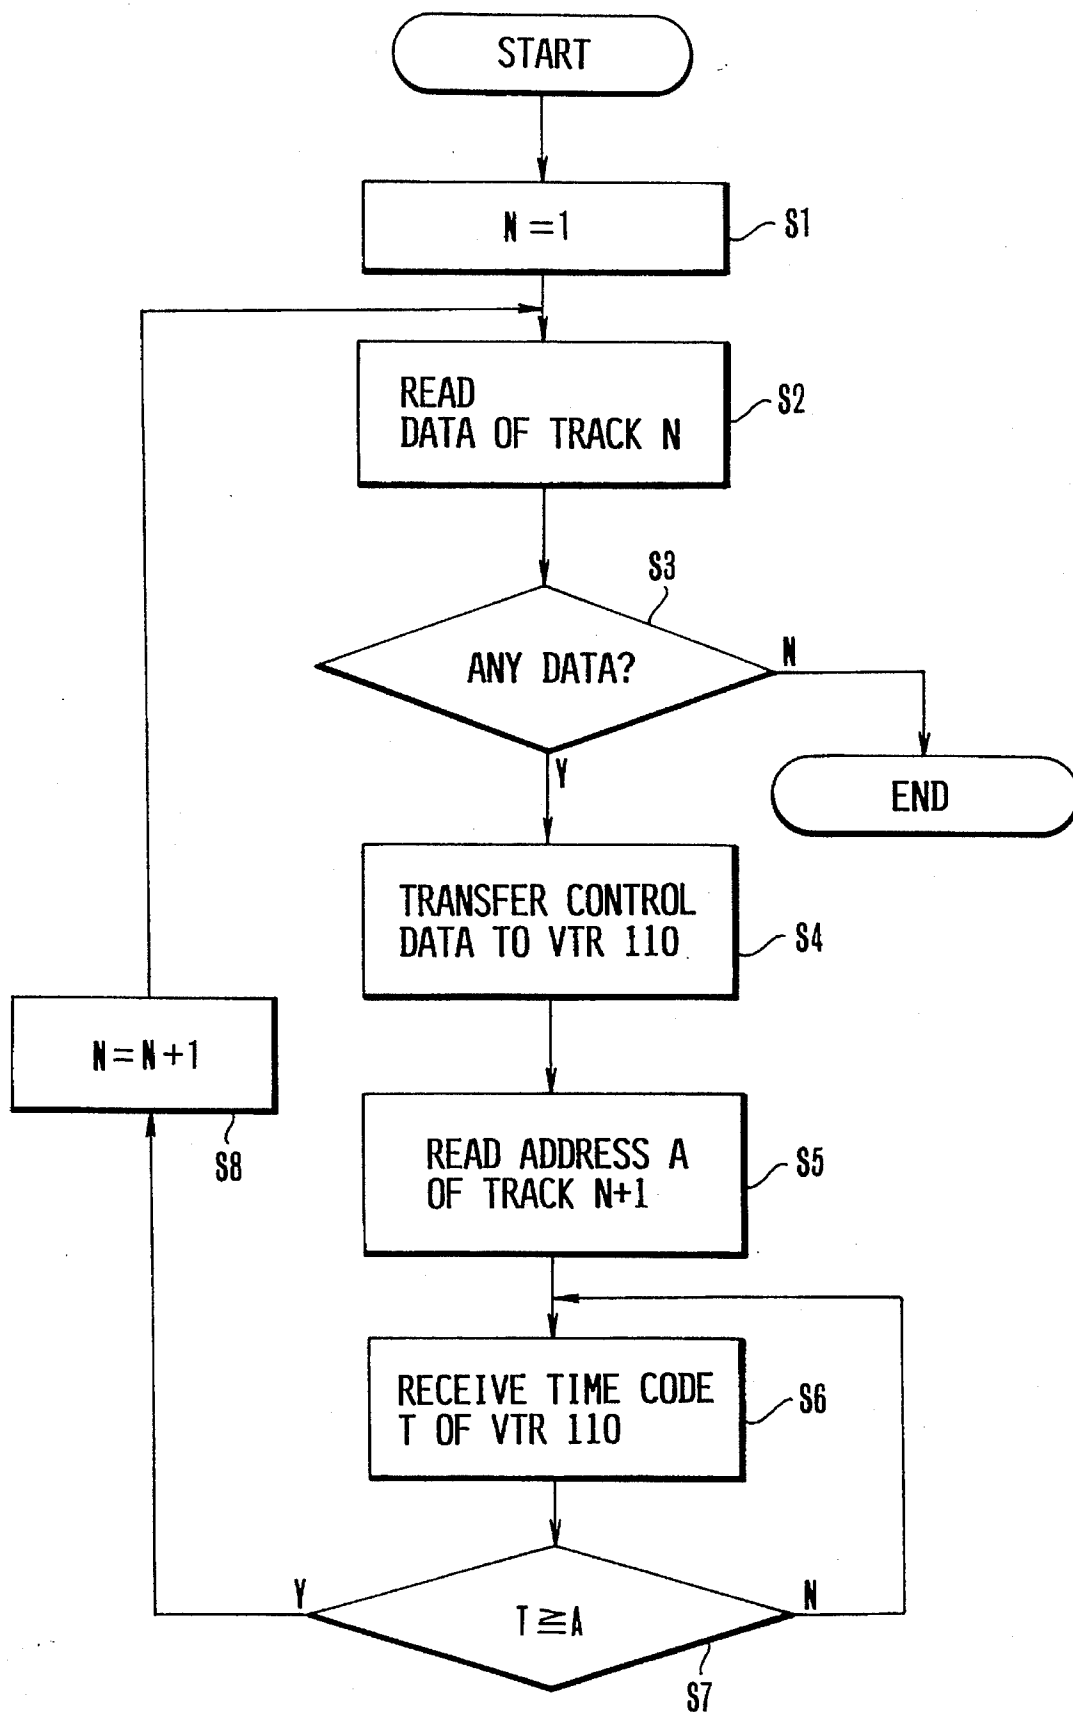 START
N=1
S1
READ
DATA OF TRACK N
S2
S3
ANY DATA?
N
Y
END
TRANSFER CONTROL
DATA TO VTR 110
S4
N=N+1
S8
READ ADDRESS A
OF TRACK N+1
S5
RECEIVE TIME CODE
T OF VTR 110
S6
Y
T≧A
N
S7